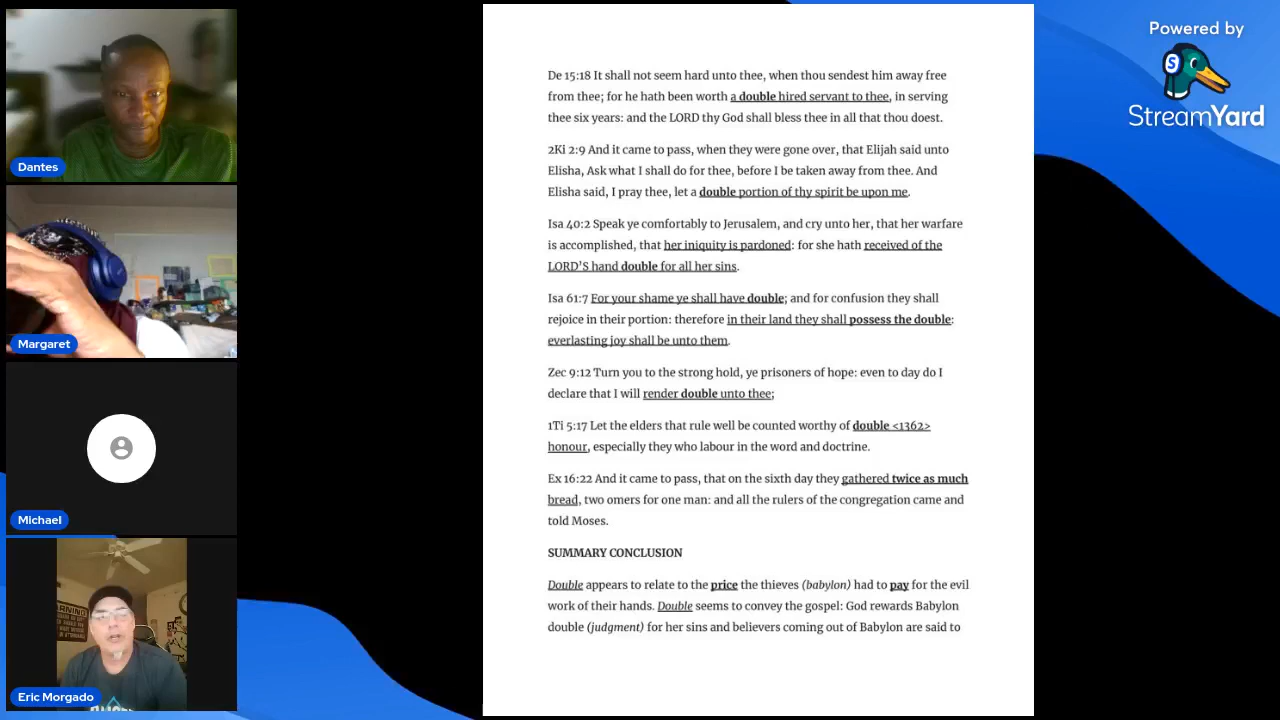 Powered by
StreamYard
Dantes
Margaret
Michael
Eric Morgado
De 15:18 It shall not seem hard unto thee, when thou sendest him away free
from thee; for he hath been worth a double hired servant to thee, in serving
thee six years: and the LORD thy God shall bless thee in all that thou doest.
2Ki 2:9 And it came to pass, when they were gone over, that Elijah said unto
Elisha, Ask what I shall do for thee, before I be taken away from thee. And
Elisha said, I pray thee, let a double portion of thy spirit be upon me.
Isa 40:2 Speak ye comfortably to Jerusalem, and cry unto her, that her warfare
is accomplished, that her iniquity is pardoned: for she hath received of the
LORD'S hand double for all her sins.
Isa 61:7 For your shame ye shall have double; and for confusion they shall
rejoice in their portion: therefore in their land they shall possess the double:
everlasting joy shall be unto them.
Zec 9:12 Turn you to the strong hold, ye prisoners of hope: even to day do I
declare that I will render double unto thee;
1Ti 5:17 Let the elders that rule well be counted worthy of double <1362>
honour, especially they who labour in the word and doctrine.
Ex 16:22 And it came to pass, that on the sixth day they gathered twice as much
bread, two omers for one man: and all the rulers of the congregation came and
told Moses.
SUMMARY CONCLUSION
Double appears to relate to the price the thieves (babylon) had to pay for the evil
work of their hands. Double seems to convey the gospel: God rewards Babylon
double (judgment) for her sins and believers coming out of Babylon are said to